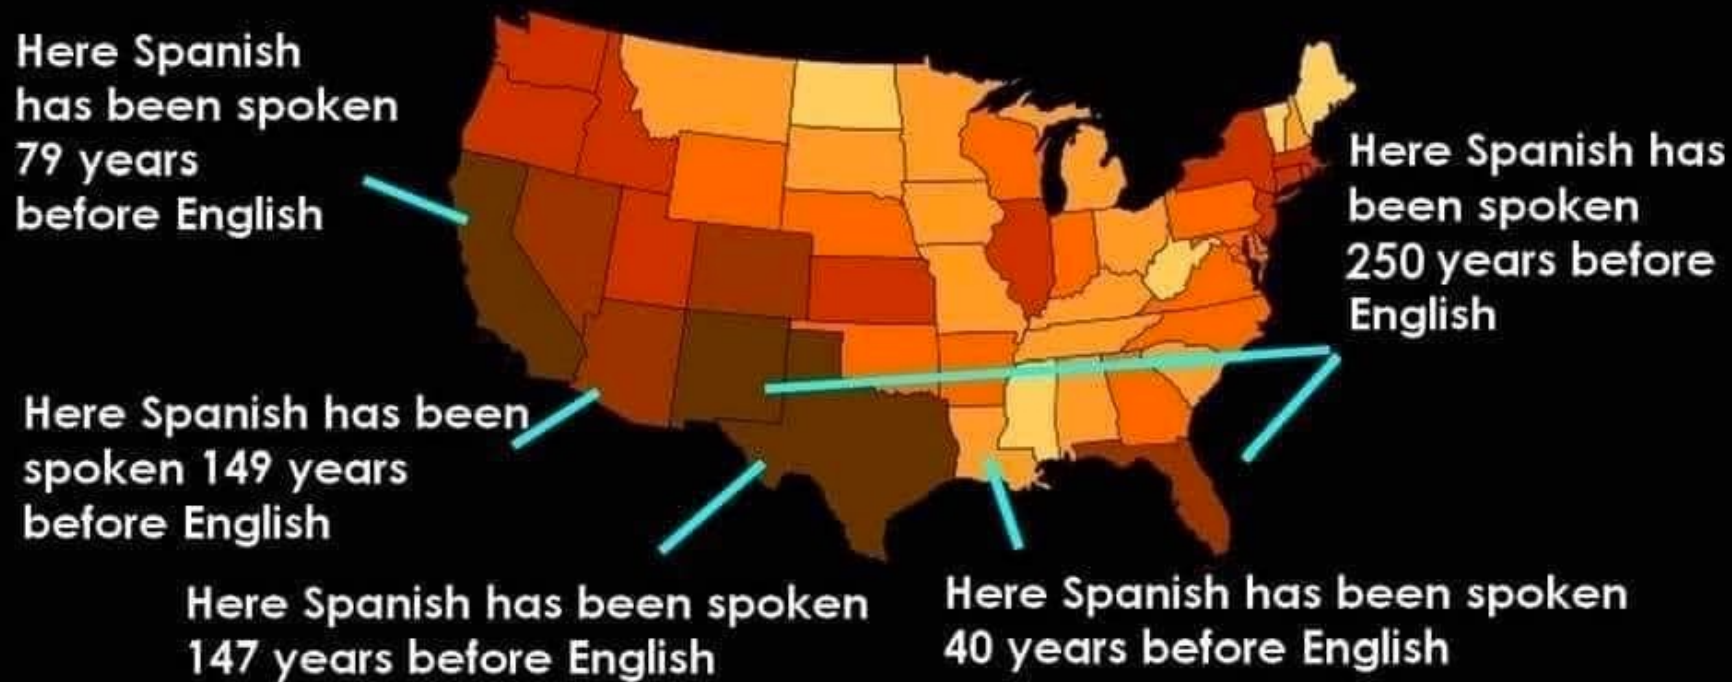 Here Spanish
has been spoken
79 years
before English
Here Spanish has
been spoken
250 years before
English
Here Spanish has been
spoken 149 years
before English
Here Spanish has been spoken
147 years before English
Here Spanish has been spoken
40 years before English